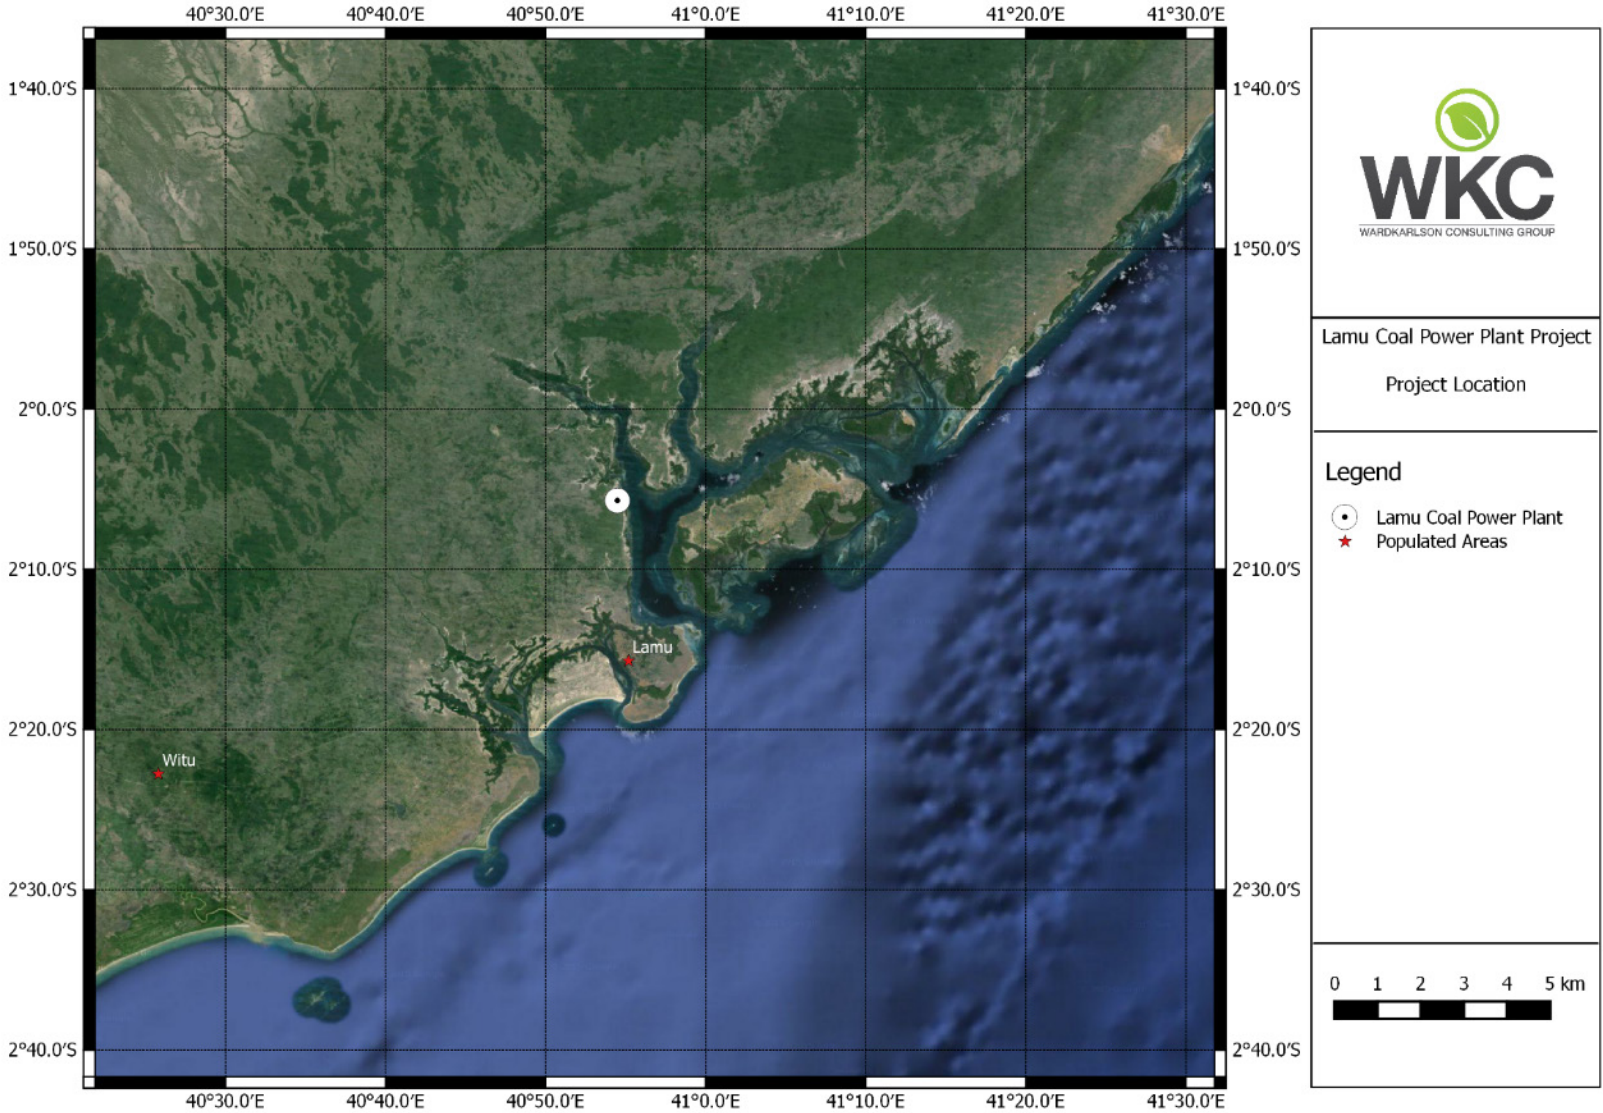 40°30.0'E 40°40.0'E 40°50.0'E 41°0.0'E 41°10.0'E 41°20.0'E 41°30.0'E
1°40.0'S 1°40.0'S
1°50.0'S 1°50.0'S
2°0.0'S 2°0.0'S
2°10.0'S 2°10.0'S
2°20.0'S 2°20.0'S
2°30.0'S 2°30.0'S
2°40.0'S 2°40.0'S
40°30.0'E 40°40.0'E 40°50.0'E 41°0.0'E 41°10.0'E 41°20.0'E 41°30.0'E
Lamu
Witu
WKC
WARDKARLSON CONSULTING GROUP
Lamu Coal Power Plant Project
Project Location
Legend
Lamu Coal Power Plant
Populated Areas
0 1 2 3 4 5 km